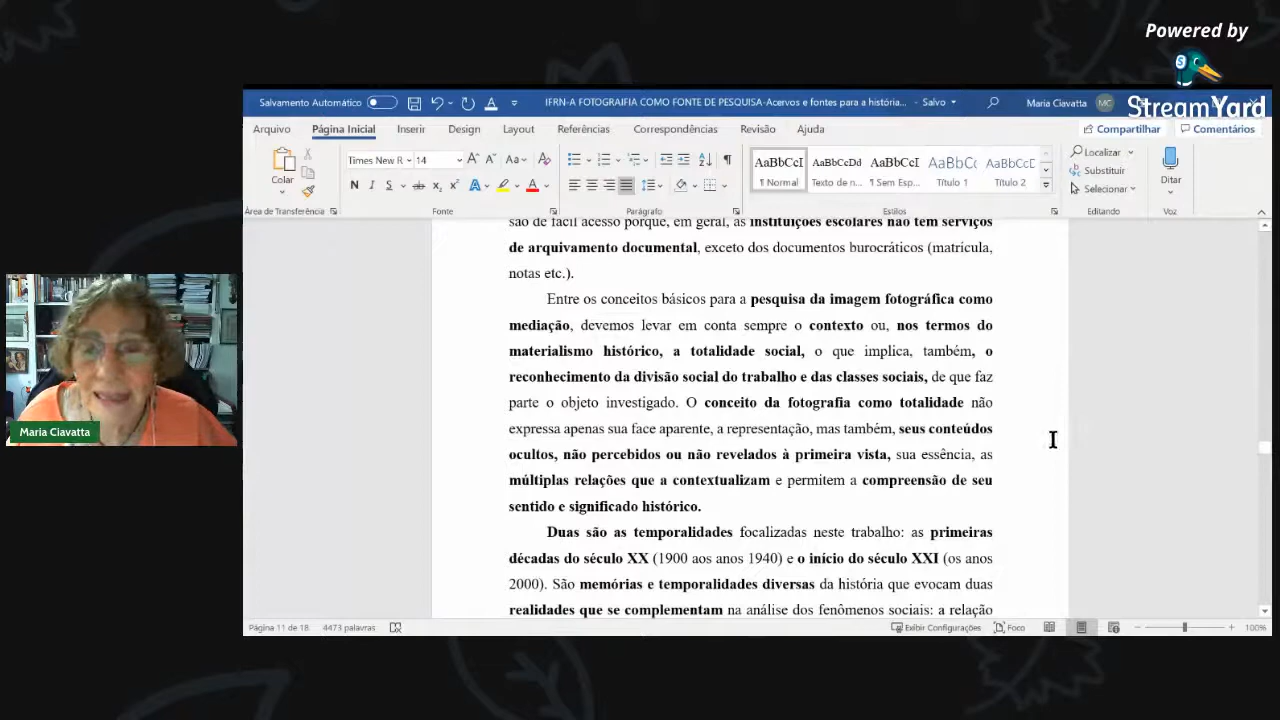 Powered by
StreamYard
Salvamento Automático
IFRN-A FOTOGRAIFIA COMO FONTE DE PESQUISA-Acervos e fontes para a história... - Salvo
Maria Ciavatta
MC
Arquivo Página Inicial Inserir Design Layout Referências Correspondências Revisão Ajuda
Compartilhar Comentários
Colar
Times New R 14
AaBbCcI AaBbCcDd AaBbCcI AaBbCc AaBbCcD
¶ Normal Texto de n... ¶ Sem Esp... Título 1 Título 2
Localizar
Substituir
Selecionar
Ditar
Área de Transferência Fonte Parágrafo Estilos Editando Voz
são de fácil acesso porque, em geral, as instituições escolares não têm serviços
de arquivamento documental, exceto dos documentos burocráticos (matrícula,
notas etc.).
Entre os conceitos básicos para a pesquisa da imagem fotográfica como
mediação, devemos levar em conta sempre o contexto ou, nos termos do
materialismo histórico, a totalidade social, o que implica, também, o
reconhecimento da divisão social do trabalho e das classes sociais, de que faz
parte o objeto investigado. O conceito da fotografia como totalidade não
expressa apenas sua face aparente, a representação, mas também, seus conteúdos
ocultos, não percebidos ou não revelados à primeira vista, sua essência, as
múltiplas relações que a contextualizam e permitem a compreensão de seu
sentido e significado histórico.
Duas são as temporalidades focalizadas neste trabalho: as primeiras
décadas do século XX (1900 aos anos 1940) e o início do século XXI (os anos
2000). São memórias e temporalidades diversas da história que evocam duas
realidades que se complementam na análise dos fenômenos sociais: a relação
Maria Ciavatta
Página 11 de 18 4473 palavras
Exibir Configurações Foco
100%